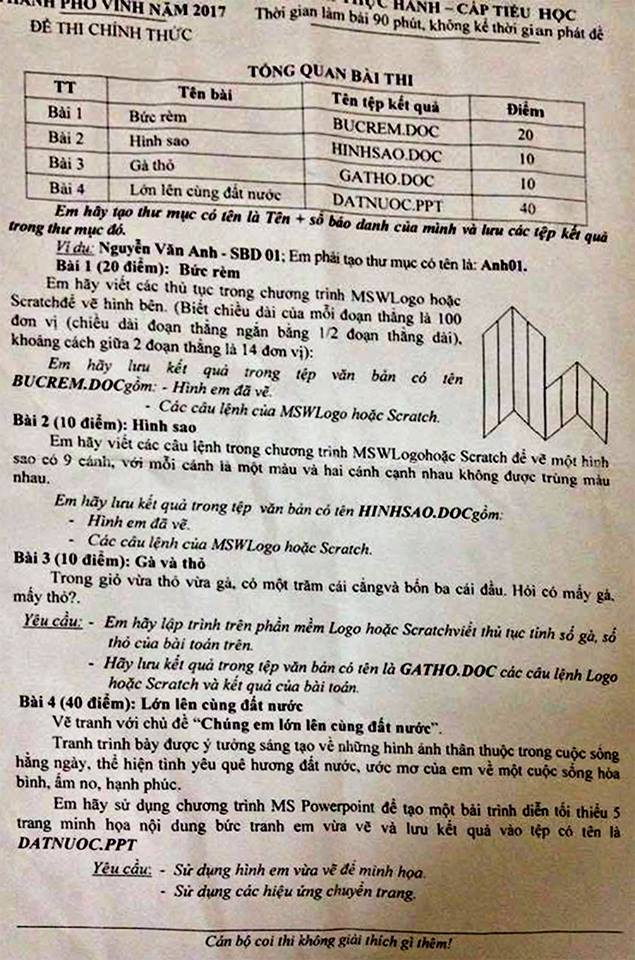 PHỐ VINH NĂM 2017
HÀNH – CẤP TIỂU HỌC
ĐỀ THI CHÍNH THỨC
Thời gian làm bài 90 phút, không kể thời gian phát đề
TỔNG QUAN BÀI THI
TT Tên bài Tên tệp kết quả Điểm
Bài 1 Bức rèm BUCREM.DOC 20
Bài 2 Hình sao HINHSAO.DOC 10
Bài 3 Gà thỏ GATHO.DOC 10
Bài 4 Lớn lên cùng đất nước DATNUOC.PPT 40
Em hãy tạo thư mục có tên là Tên + số báo danh của mình và lưu các tệp kết quả
trong thư mục đó.
Ví dụ: Nguyễn Văn Anh - SBD 01; Em phải tạo thư mục có tên là: Anh01.
Bài 1 (20 điểm): Bức rèm
Em hãy viết các thủ tục trong chương trình MSWLogo hoặc
Scratchđể vẽ hình bên. (Biết chiều dài của mỗi đoạn thẳng là 100
đơn vị (chiều dài đoạn thẳng ngắn bằng 1/2 đoạn thẳng dài),
khoảng cách giữa 2 đoạn thẳng là 14 đơn vị):
Em hãy lưu kết quả trong tệp văn bản có tên
BUCREM.DOCgồm: - Hình em đã vẽ.
- Các câu lệnh của MSWLogo hoặc Scratch.
Bài 2 (10 điểm): Hình sao
Em hãy viết các câu lệnh trong chương trình MSWLogohoặc Scratch để vẽ một hình
sao có 9 cánh, với mỗi cánh là một màu và hai cánh cạnh nhau không được trùng màu
nhau.
Em hãy lưu kết quả trong tệp văn bản có tên HINHSAO.DOCgồm:
- Hình em đã vẽ.
- Các câu lệnh của MSWLogo hoặc Scratch.
Bài 3 (10 điểm): Gà và thỏ
Trong giỏ vừa thỏ vừa gà, có một trăm cái cẳngvà bốn ba cái đầu. Hỏi có mấy gà,
mấy thỏ?.
Yêu cầu: - Em hãy lập trình trên phần mềm Logo hoặc Scratchviết thủ tục tính số gà, số
thỏ của bài toán trên.
- Hãy lưu kết quả trong tệp văn bản có tên là GATHO.DOC các câu lệnh Logo
hoặc Scratch và kết quả của bài toán.
Bài 4 (40 điểm): Lớn lên cùng đất nước
Vẽ tranh với chủ đề “Chúng em lớn lên cùng đất nước”.
Tranh trình bày được ý tưởng sáng tạo về những hình ảnh thân thuộc trong cuộc sống
hằng ngày, thể hiện tình yêu quê hương đất nước, ước mơ của em về một cuộc sống hòa
bình, ấm no, hạnh phúc.
Em hãy sử dụng chương trình MS Powerpoint để tạo một bài trình diễn tối thiểu 5
trang minh họa nội dung bức tranh em vừa vẽ và lưu kết quả vào tệp có tên là
DATNUOC.PPT
Yêu cầu: - Sử dụng hình em vừa vẽ để minh họa.
- Sử dụng các hiệu ứng chuyển trang.
Cán bộ coi thi không giải thích gì thêm!